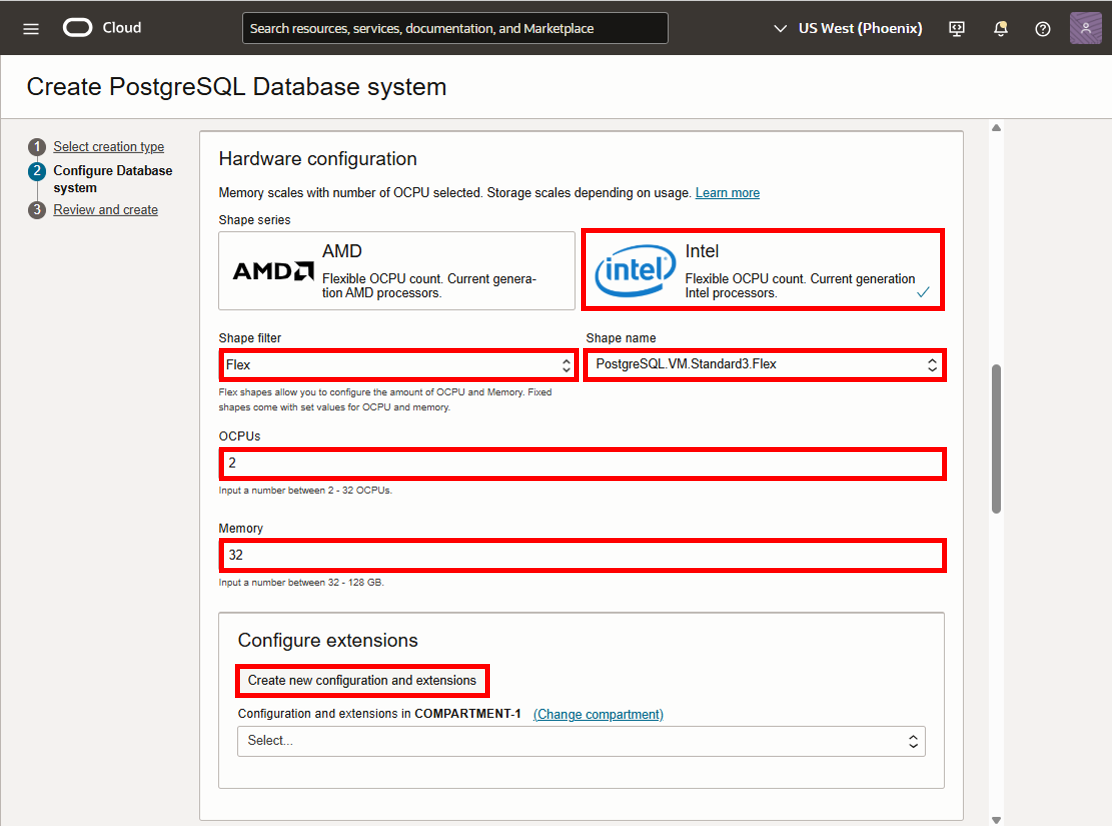 Cloud
Search resources, services, documentation, and Marketplace
US West (Phoenix)
Create PostgreSQL Database system
1 Select creation type
2 Configure Database
system
3 Review and create
Hardware configuration
Memory scales with number of OCPU selected. Storage scales depending on usage. Learn more
Shape series
AMD
AMD
Flexible OCPU count. Current genera-
tion AMD processors.
intel
Intel
Flexible OCPU count. Current generation
Intel processors.
Shape filter
Flex
Flex shapes allow you to configure the amount of OCPU and Memory. Fixed
shapes come with set values for OCPU and memory.
Shape name
PostgreSQL.VM.Standard3.Flex
OCPUs
2
Input a number between 2 - 32 OCPUs.
Memory
32
Input a number between 32 - 128 GB.
Configure extensions
Create new configuration and extensions
Configuration and extensions in COMPARTMENT-1 (Change compartment)
Select...